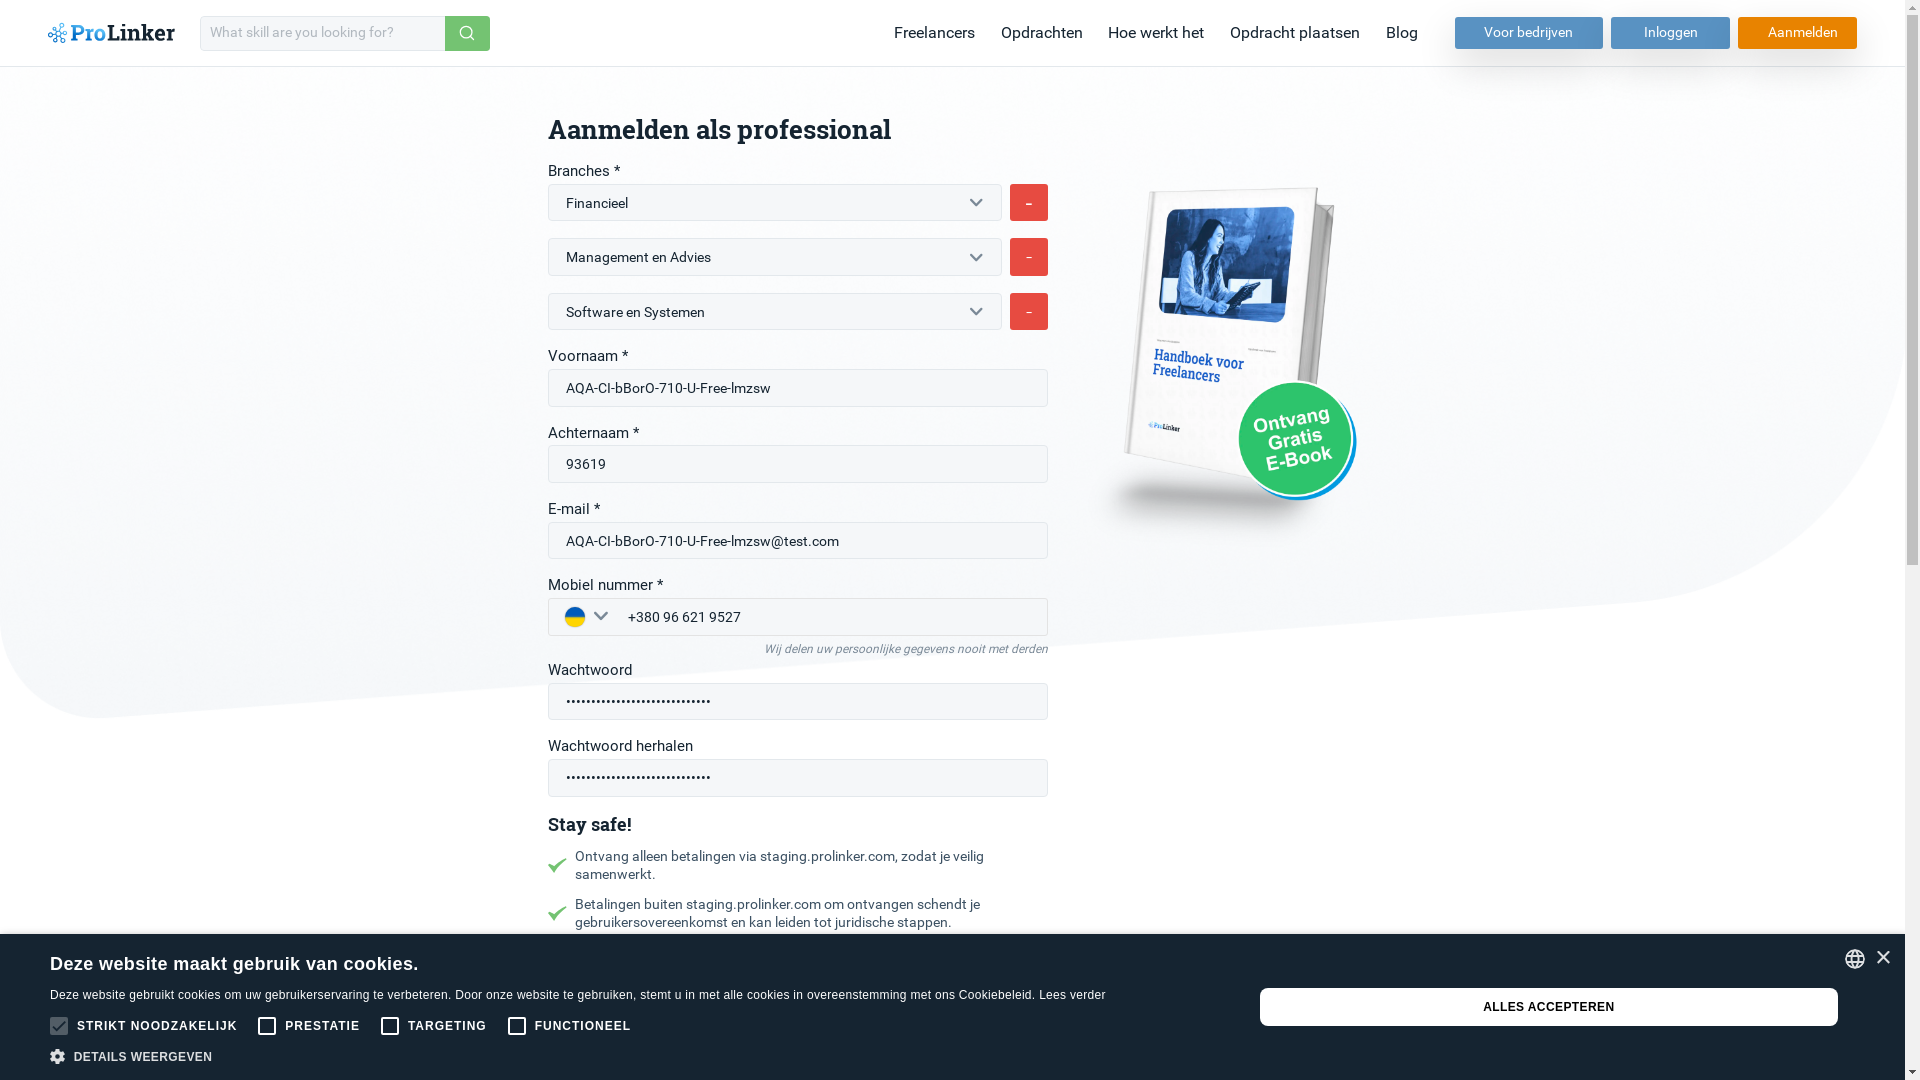 ProLinker
What skill are you looking for?
Freelancers
Opdrachten
Hoe werkt het
Opdracht plaatsen
Blog
Voor bedrijven
Inloggen
Aanmelden
Aanmelden als professional
Branches *
Financieel
-
Management en Advies
-
Software en Systemen
-
Voornaam *
AQA-CI-bBorO-710-U-Free-lmzsw
Achternaam *
93619
E-mail *
AQA-CI-bBorO-710-U-Free-lmzsw@test.com
Mobiel nummer *
+380 96 621 9527
Wij delen uw persoonlijke gegevens nooit met derden
Wachtwoord
••••••••••••••••••••••••••••••
Wachtwoord herhalen
••••••••••••••••••••••••••••••
Stay safe!
Ontvang alleen betalingen via staging.prolinker.com, zodat je veilig
samenwerkt.
Betalingen buiten staging.prolinker.com om ontvangen schendt je
gebruikersovereenkomst en kan leiden tot juridische stappen.
Handboek voor
Freelancers
ProLinker
Ontvang
Gratis
E-Book
Deze website maakt gebruik van cookies.
Deze website gebruikt cookies om uw gebruikerservaring te verbeteren. Door onze website te gebruiken, stemt u in met alle cookies in overeenstemming met ons Cookiebeleid. Lees verder
STRIKT NOODZAKELIJK
PRESTATIE
TARGETING
FUNCTIONEEL
DETAILS WEERGEVEN
ALLES ACCEPTEREN
×